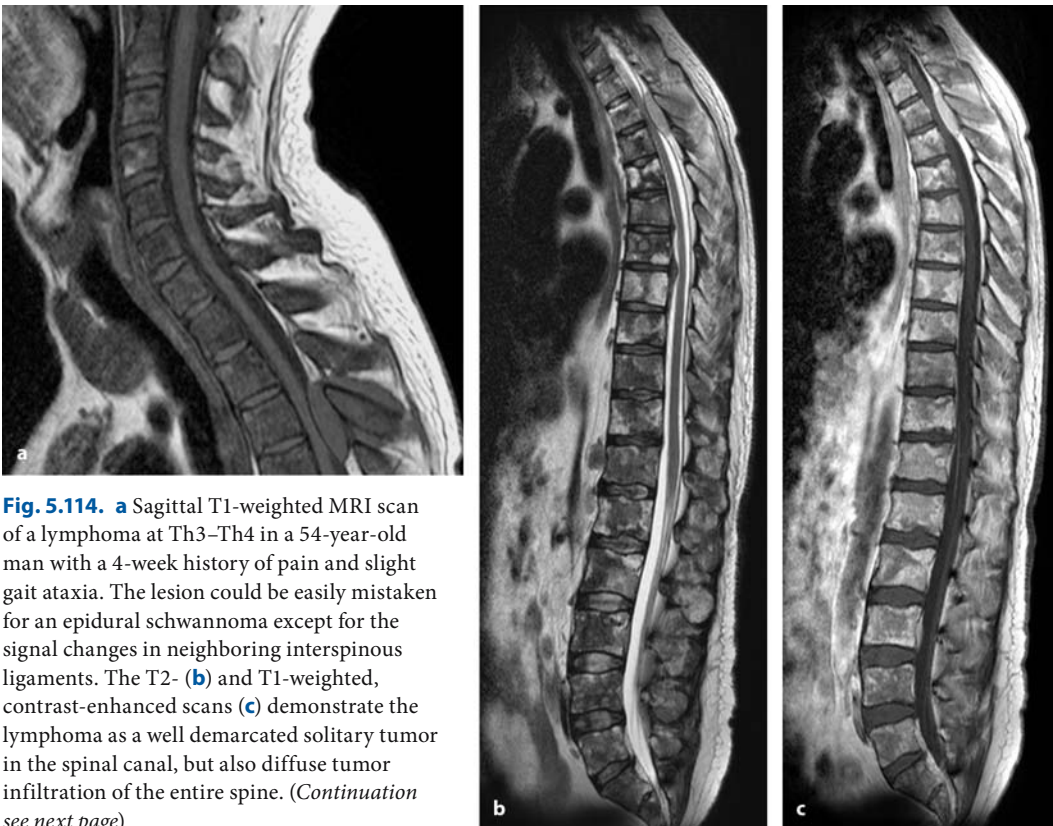 a
b
c
Fig. 5.114. a Sagittal T1-weighted MRI scan
of a lymphoma at Th3–Th4 in a 54-year-old
man with a 4-week history of pain and slight
gait ataxia. The lesion could be easily mistaken
for an epidural schwannoma except for the
signal changes in neighboring interspinous
ligaments. The T2- (b) and T1-weighted,
contrast-enhanced scans (c) demonstrate the
lymphoma as a well demarcated solitary tumor
in the spinal canal, but also diffuse tumor
infiltration of the entire spine. (Continuation
see next page)